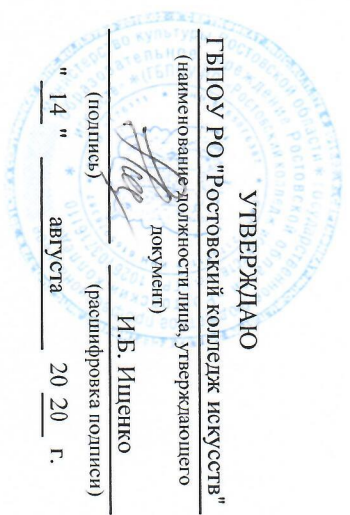 УТВЕРЖДАЮ
ГБПОУ РО "Ростовский колледж искусств"
(наименование должности лица, утверждающего
документ)
И.Б. Ищенко
(подпись) (расшифровка подписи)
" 14 " августа 20 20 г.